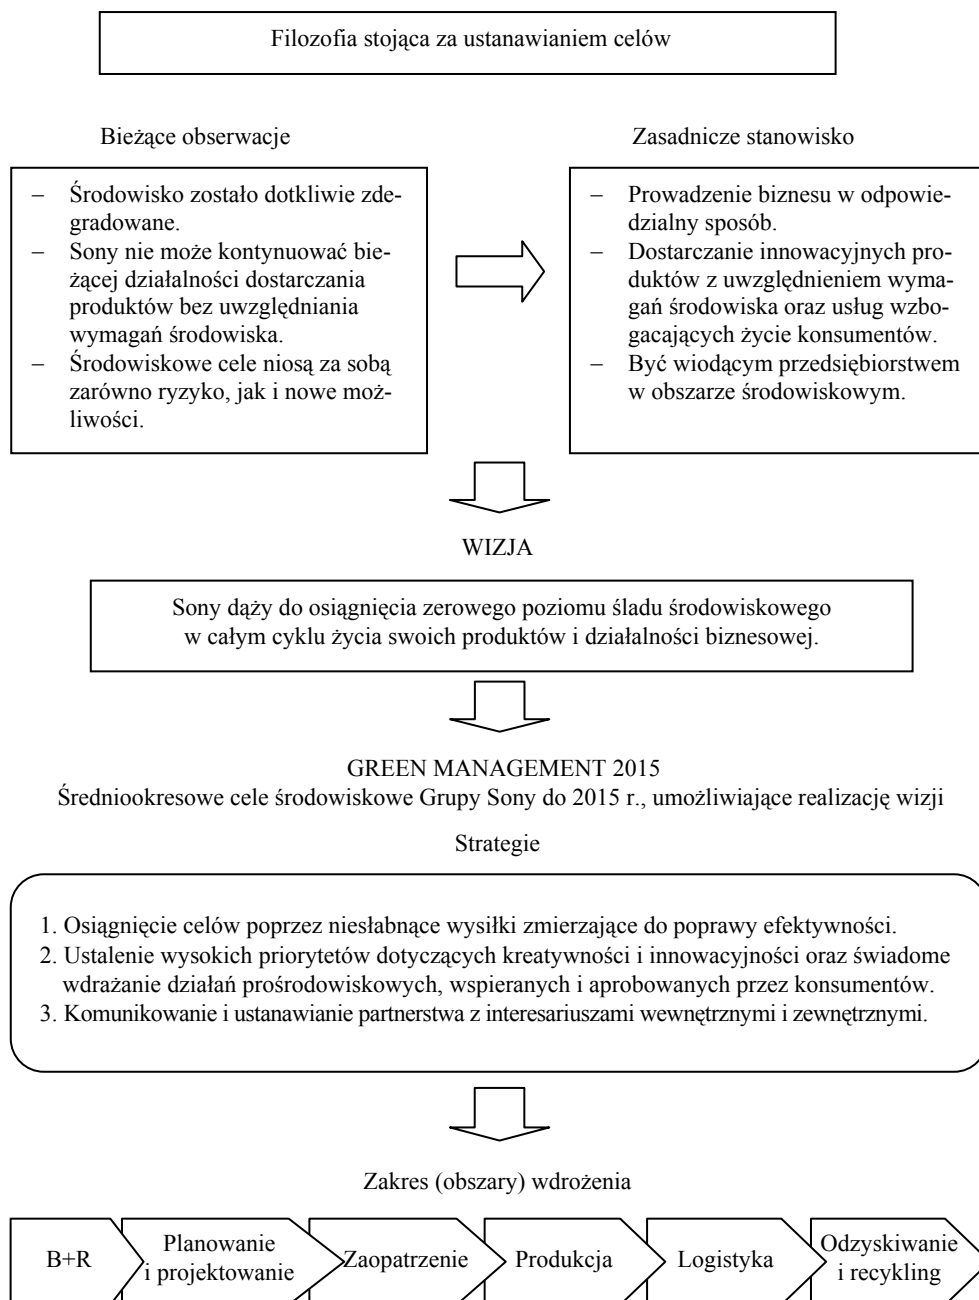 Filozofia stojąca za ustanawianiem celów
Bieżące obserwacje
– Środowisko zostało dotkliwie zde-
gradowane.
– Sony nie może kontynuować bie-
żącej działalności dostarczania
produktów bez uwzględniania
wymagań środowiska.
– Środowiskowe cele niosą za sobą
zarówno ryzyko, jak i nowe moż-
liwości.
Zasadnicze stanowisko
– Prowadzenie biznesu w odpowie-
dzialny sposób.
– Dostarczanie innowacyjnych pro-
duktów z uwzględnieniem wyma-
gań środowiska oraz usług wzbo-
gacających życie konsumentów.
– Być wiodącym przedsiębiorstwem
w obszarze środowiskowym.
WIZJA
Sony dąży do osiągnięcia zerowego poziomu śladu środowiskowego
w całym cyklu życia swoich produktów i działalności biznesowej.
GREEN MANAGEMENT 2015
Średniookresowe cele środowiskowe Grupy Sony do 2015 r., umożliwiające realizację wizji
Strategie
1. Osiągnięcie celów poprzez niesłabnące wysiłki zmierzające do poprawy efektywności.
2. Ustalenie wysokich priorytetów dotyczących kreatywności i innowacyjności oraz świadome
wdrażanie działań prośrodowiskowych, wspieranych i aprobowanych przez konsumentów.
3. Komunikowanie i ustanawianie partnerstwa z interesariuszami wewnętrznymi i zewnętrznymi.
Zakres (obszary) wdrożenia
B+R
Planowanie
i projektowanie
Zaopatrzenie
Produkcja
Logistyka
Odzyskiwanie
i recykling